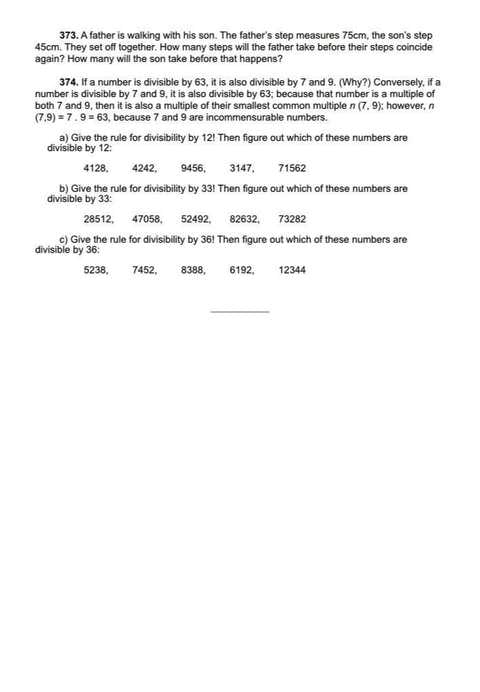 373. A father is walking with his son. The father's step measures 75cm, the son's step
45cm. They set off together. How many steps will the father take before their steps coincide
again? How many will the son take before that happens?
374. If a number is divisible by 63, it is also divisible by 7 and 9. (Why?) Conversely, if a
number is divisible by 7 and 9, it is also divisible by 63; because that number is a multiple of
both 7 and 9, then it is also a multiple of their smallest common multiple n (7, 9); however, n
(7,9) = 7 . 9 = 63, because 7 and 9 are incommensurable numbers.
a) Give the rule for divisibility by 12! Then figure out which of these numbers are
divisible by 12:
4128, 4242, 9456, 3147, 71562
b) Give the rule for divisibility by 33! Then figure out which of these numbers are
divisible by 33:
28512, 47058, 52492, 82632, 73282
c) Give the rule for divisibility by 36! Then figure out which of these numbers are
divisible by 36:
5238, 7452, 8388, 6192, 12344